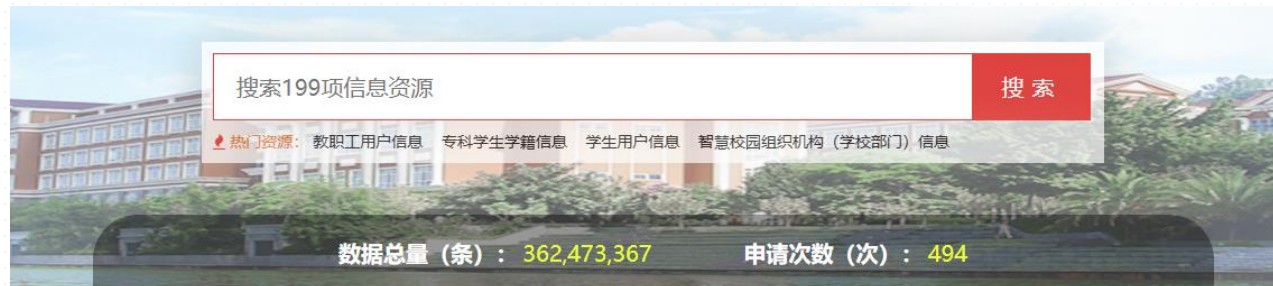 搜索199项信息资源
搜 索
热门资源： 教职工用户信息 专科学生学籍信息 学生用户信息 智慧校园组织机构（学校部门）信息
数据总量（条）： 362,473,367 申请次数（次）： 494